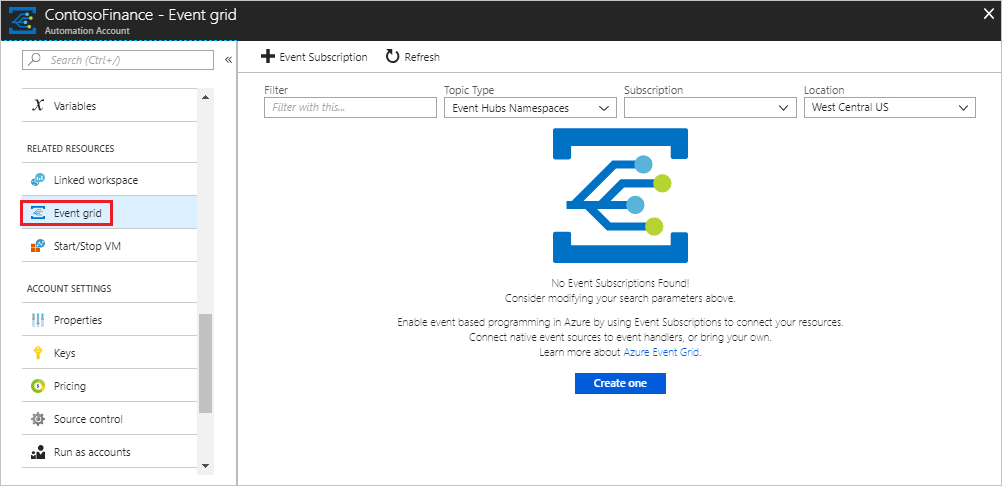 ContosoFinance - Event grid
Automation Account
Search (Ctrl+/)
Variables
RELATED RESOURCES
Linked workspace
Event grid
Start/Stop VM
ACCOUNT SETTINGS
Properties
Keys
Pricing
Source control
Run as accounts
Event Subscription Refresh
Filter Topic Type Subscription Location
Filter with this... Event Hubs Namespaces West Central US
No Event Subscriptions Found!
Consider modifying your search parameters above.
Enable event based programming in Azure by using Event Subscriptions to connect your resources.
Connect native event sources to event handlers, or bring your own.
Learn more about Azure Event Grid.
Create one